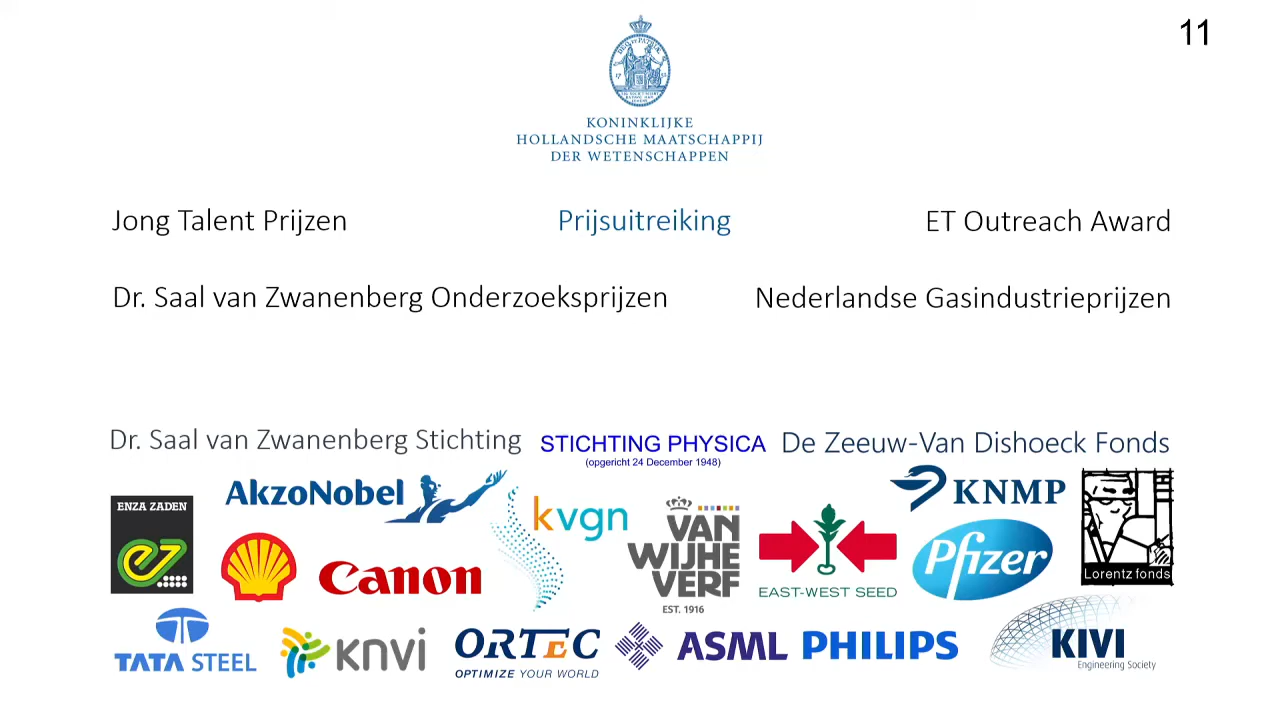 11
KONINKLIJKE
HOLLANDSCHE MAATSCHAPPIJ
DER WETENSCHAPPEN
Jong Talent Prijzen
Prijsuitreiking
ET Outreach Award
Dr. Saal van Zwanenberg Onderzoeksprijzen
Nederlandse Gasindustrieprijzen
Dr. Saal van Zwanenberg Stichting
STICHTING PHYSICA
(opgericht 24 December 1948)
De Zeeuw-Van Dishoeck Fonds
ENZA ZADEN
AkzoNobel
kvgn
VAN
WIJHE
VERF
EST. 1916
KNMP
Lorentz fonds
Canon
EAST-WEST SEED
Pfizer
TATA STEEL
KNVI
ORTEC
OPTIMIZE YOUR WORLD
ASML
PHILIPS
KIVI
Engineering Society